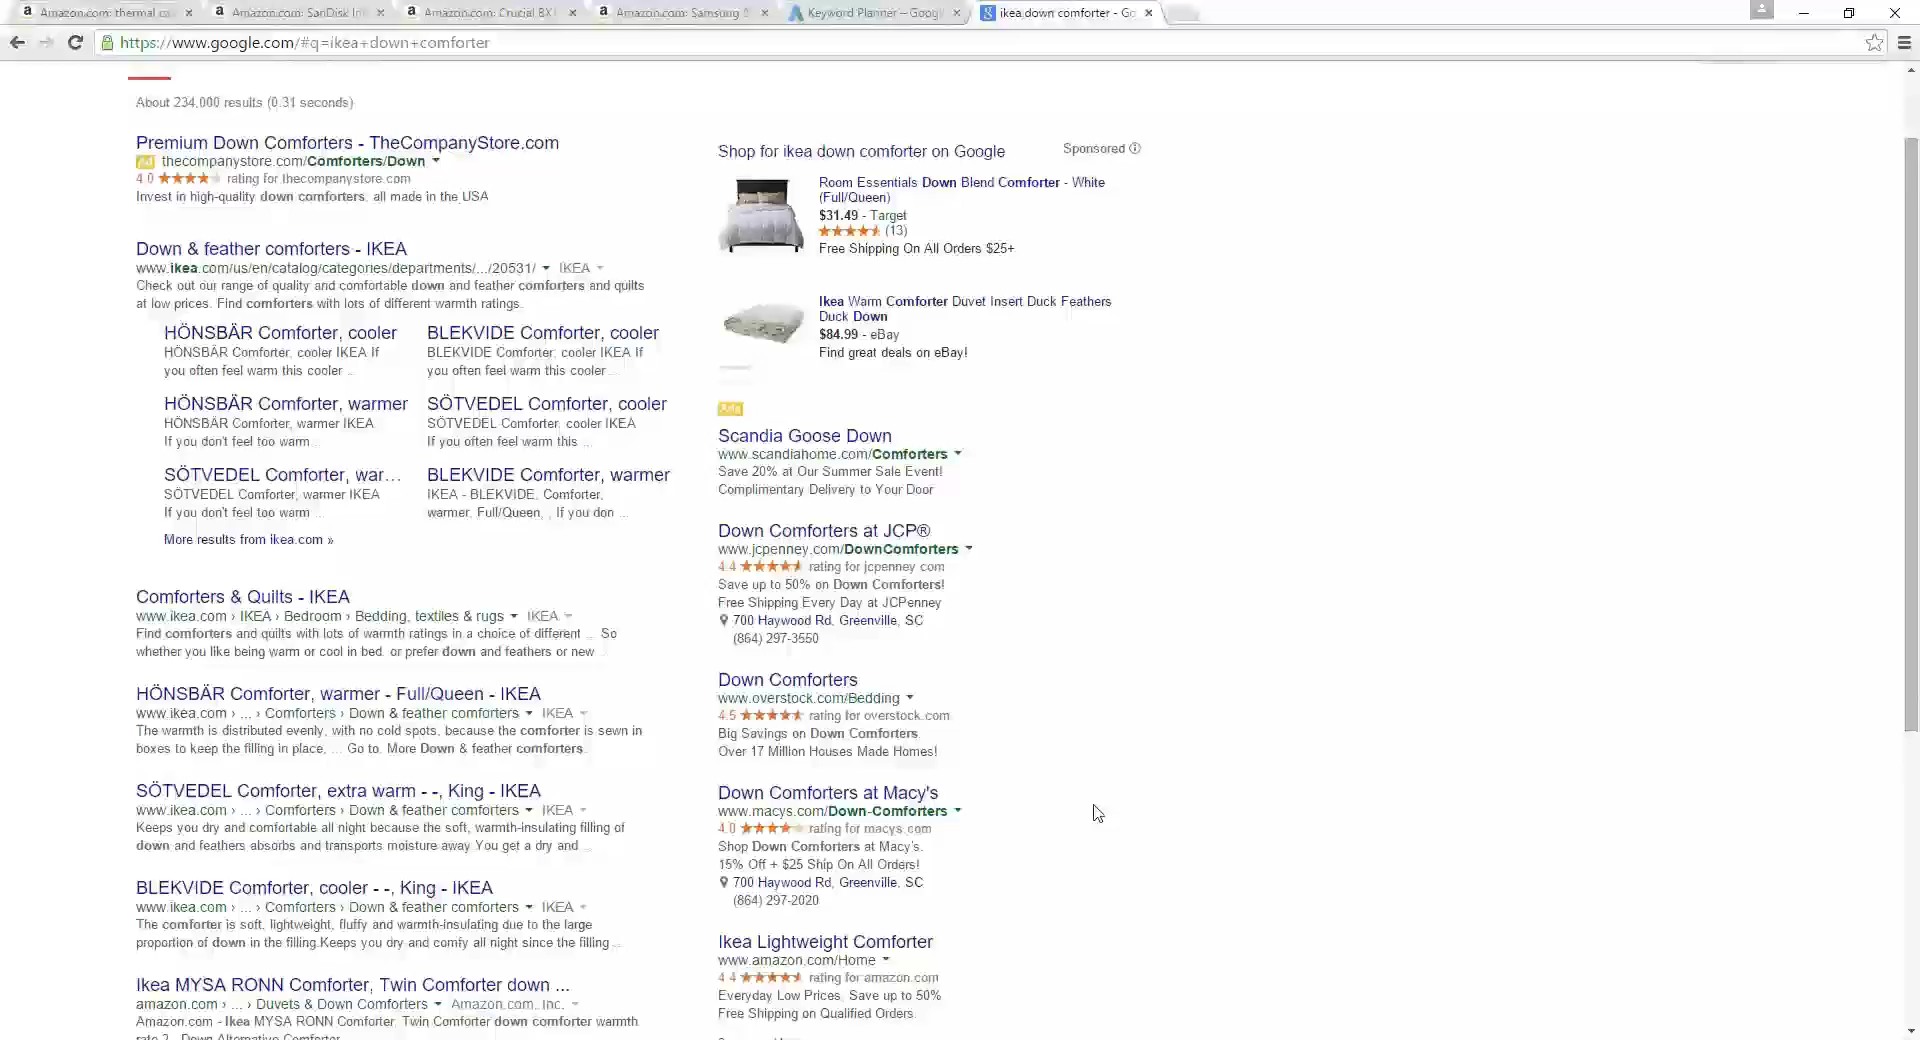 Amazon.com: thermal ca
Amazon.com: SanDisk Int
Amazon.com: Crucial BX1
Amazon.com: Samsung
Keyword Planner – Googl
ikea down comforter - Go
https://www.google.com/#q=ikea+down+comforter
About 234,000 results (0.31 seconds)
Premium Down Comforters - TheCompanyStore.com
Ad thecompanystore.com/Comforters/Down
4.0 rating for thecompanystore.com
Invest in high-quality down comforters, all made in the USA
Down & feather comforters - IKEA
www.ikea.com/us/en/catalog/categories/departments/.../20531/ IKEA
Check out our range of quality and comfortable down and feather comforters and quilts
at low prices. Find comforters with lots of different warmth ratings.
HÖNSBÄR Comforter, cooler
HÖNSBÄR Comforter, cooler IKEA If
you often feel warm this cooler ...
BLEKVIDE Comforter, cooler
BLEKVIDE Comforter, cooler IKEA If
you often feel warm this cooler ...
HÖNSBÄR Comforter, warmer
HÖNSBÄR Comforter, warmer IKEA
If you don't feel too warm ...
SÖTVEDEL Comforter, cooler
SÖTVEDEL Comforter, cooler IKEA
If you often feel warm this ...
SÖTVEDEL Comforter, war...
SÖTVEDEL Comforter, warmer IKEA
If you don't feel too warm ...
BLEKVIDE Comforter, warmer
IKEA - BLEKVIDE, Comforter,
warmer, Full/Queen, , If you don ...
More results from ikea.com »
Comforters & Quilts - IKEA
www.ikea.com › IKEA › Bedroom › Bedding, textiles & rugs IKEA
Find comforters and quilts with lots of warmth ratings in a choice of different ... So
whether you like being warm or cool in bed, or prefer down and feathers or new ...
HÖNSBÄR Comforter, warmer - Full/Queen - IKEA
www.ikea.com › ... › Comforters › Down & feather comforters IKEA
The warmth is distributed evenly, with no cold spots, because the comforter is sewn in
boxes to keep the filling in place, ... Go to. More Down & feather comforters.
SÖTVEDEL Comforter, extra warm - -, King - IKEA
www.ikea.com › ... › Comforters › Down & feather comforters IKEA
Keeps you dry and comfortable all night because the soft, warmth-insulating filling of
down and feathers absorbs and transports moisture away You get a dry and ...
BLEKVIDE Comforter, cooler - -, King - IKEA
www.ikea.com › ... › Comforters › Down & feather comforters IKEA
The comforter is soft, lightweight, fluffy and warmth-insulating due to the large
proportion of down in the filling.Keeps you dry and comfy all night since the filling ...
Ikea MYSA RONN Comforter, Twin Comforter down ...
amazon.com › ... › Duvets & Down Comforters Amazon.com, Inc.
Amazon.com - Ikea MYSA RONN Comforter, Twin Comforter down comforter warmth
rate 2 - Down Alternative Comforter
Shop for ikea down comforter on Google Sponsored
Room Essentials Down Blend Comforter - White
(Full/Queen)
$31.49 - Target
(13)
Free Shipping On All Orders $25+
Ikea Warm Comforter Duvet Insert Duck Feathers
Duck Down
$84.99 - eBay
Find great deals on eBay!
Ads
Scandia Goose Down
www.scandiahome.com/Comforters
Save 20% at Our Summer Sale Event!
Complimentary Delivery to Your Door
Down Comforters at JCP®
www.jcpenney.com/DownComforters
4.4 rating for jcpenney.com
Save up to 50% on Down Comforters!
Free Shipping Every Day at JCPenney
700 Haywood Rd, Greenville, SC
(864) 297-3550
Down Comforters
www.overstock.com/Bedding
4.5 rating for overstock.com
Big Savings on Down Comforters
Over 17 Million Houses Made Homes!
Down Comforters at Macy's
www.macys.com/Down-Comforters
4.0 rating for macys.com
Shop Down Comforters at Macy's.
15% Off + $25 Ship On All Orders!
700 Haywood Rd, Greenville, SC
(864) 297-2020
Ikea Lightweight Comforter
www.amazon.com/Home
4.4 rating for amazon.com
Everyday Low Prices, Save up to 50%
Free Shipping on Qualified Orders.